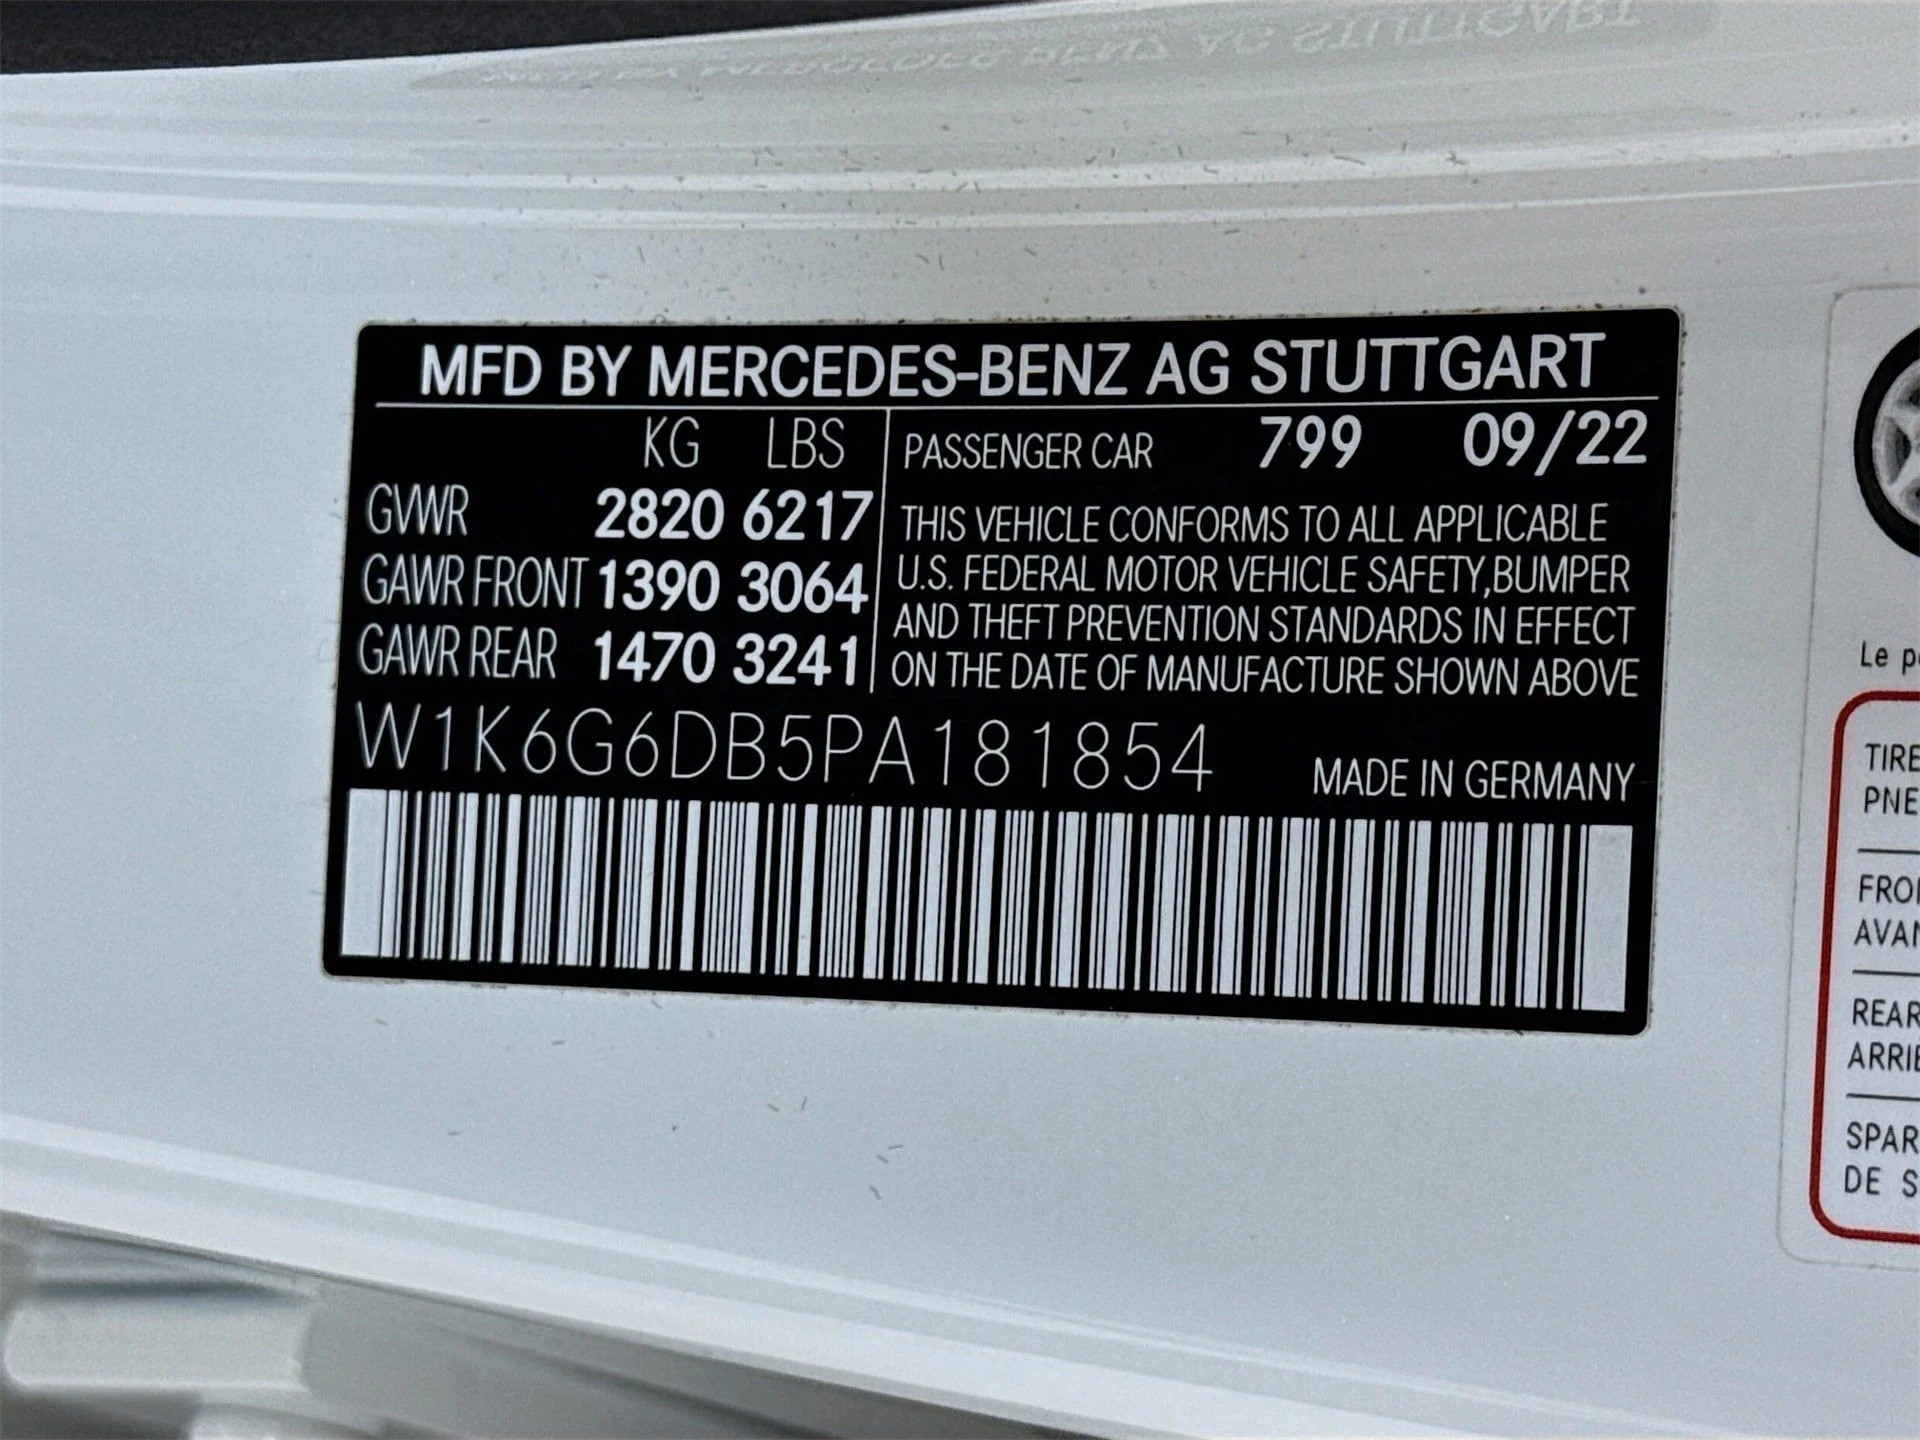 MFD BY MERCEDES-BENZ AG STUTTGART
KG LBS
GVWR 2820 6217
GAWR FRONT 1390 3064
GAWR REAR 1470 3241
PASSENGER CAR 799 09/22
THIS VEHICLE CONFORMS TO ALL APPLICABLE
U.S. FEDERAL MOTOR VEHICLE SAFETY,BUMPER
AND THEFT PREVENTION STANDARDS IN EFFECT
ON THE DATE OF MANUFACTURE SHOWN ABOVE
W1K6G6DB5PA181854
MADE IN GERMANY
Le
DE